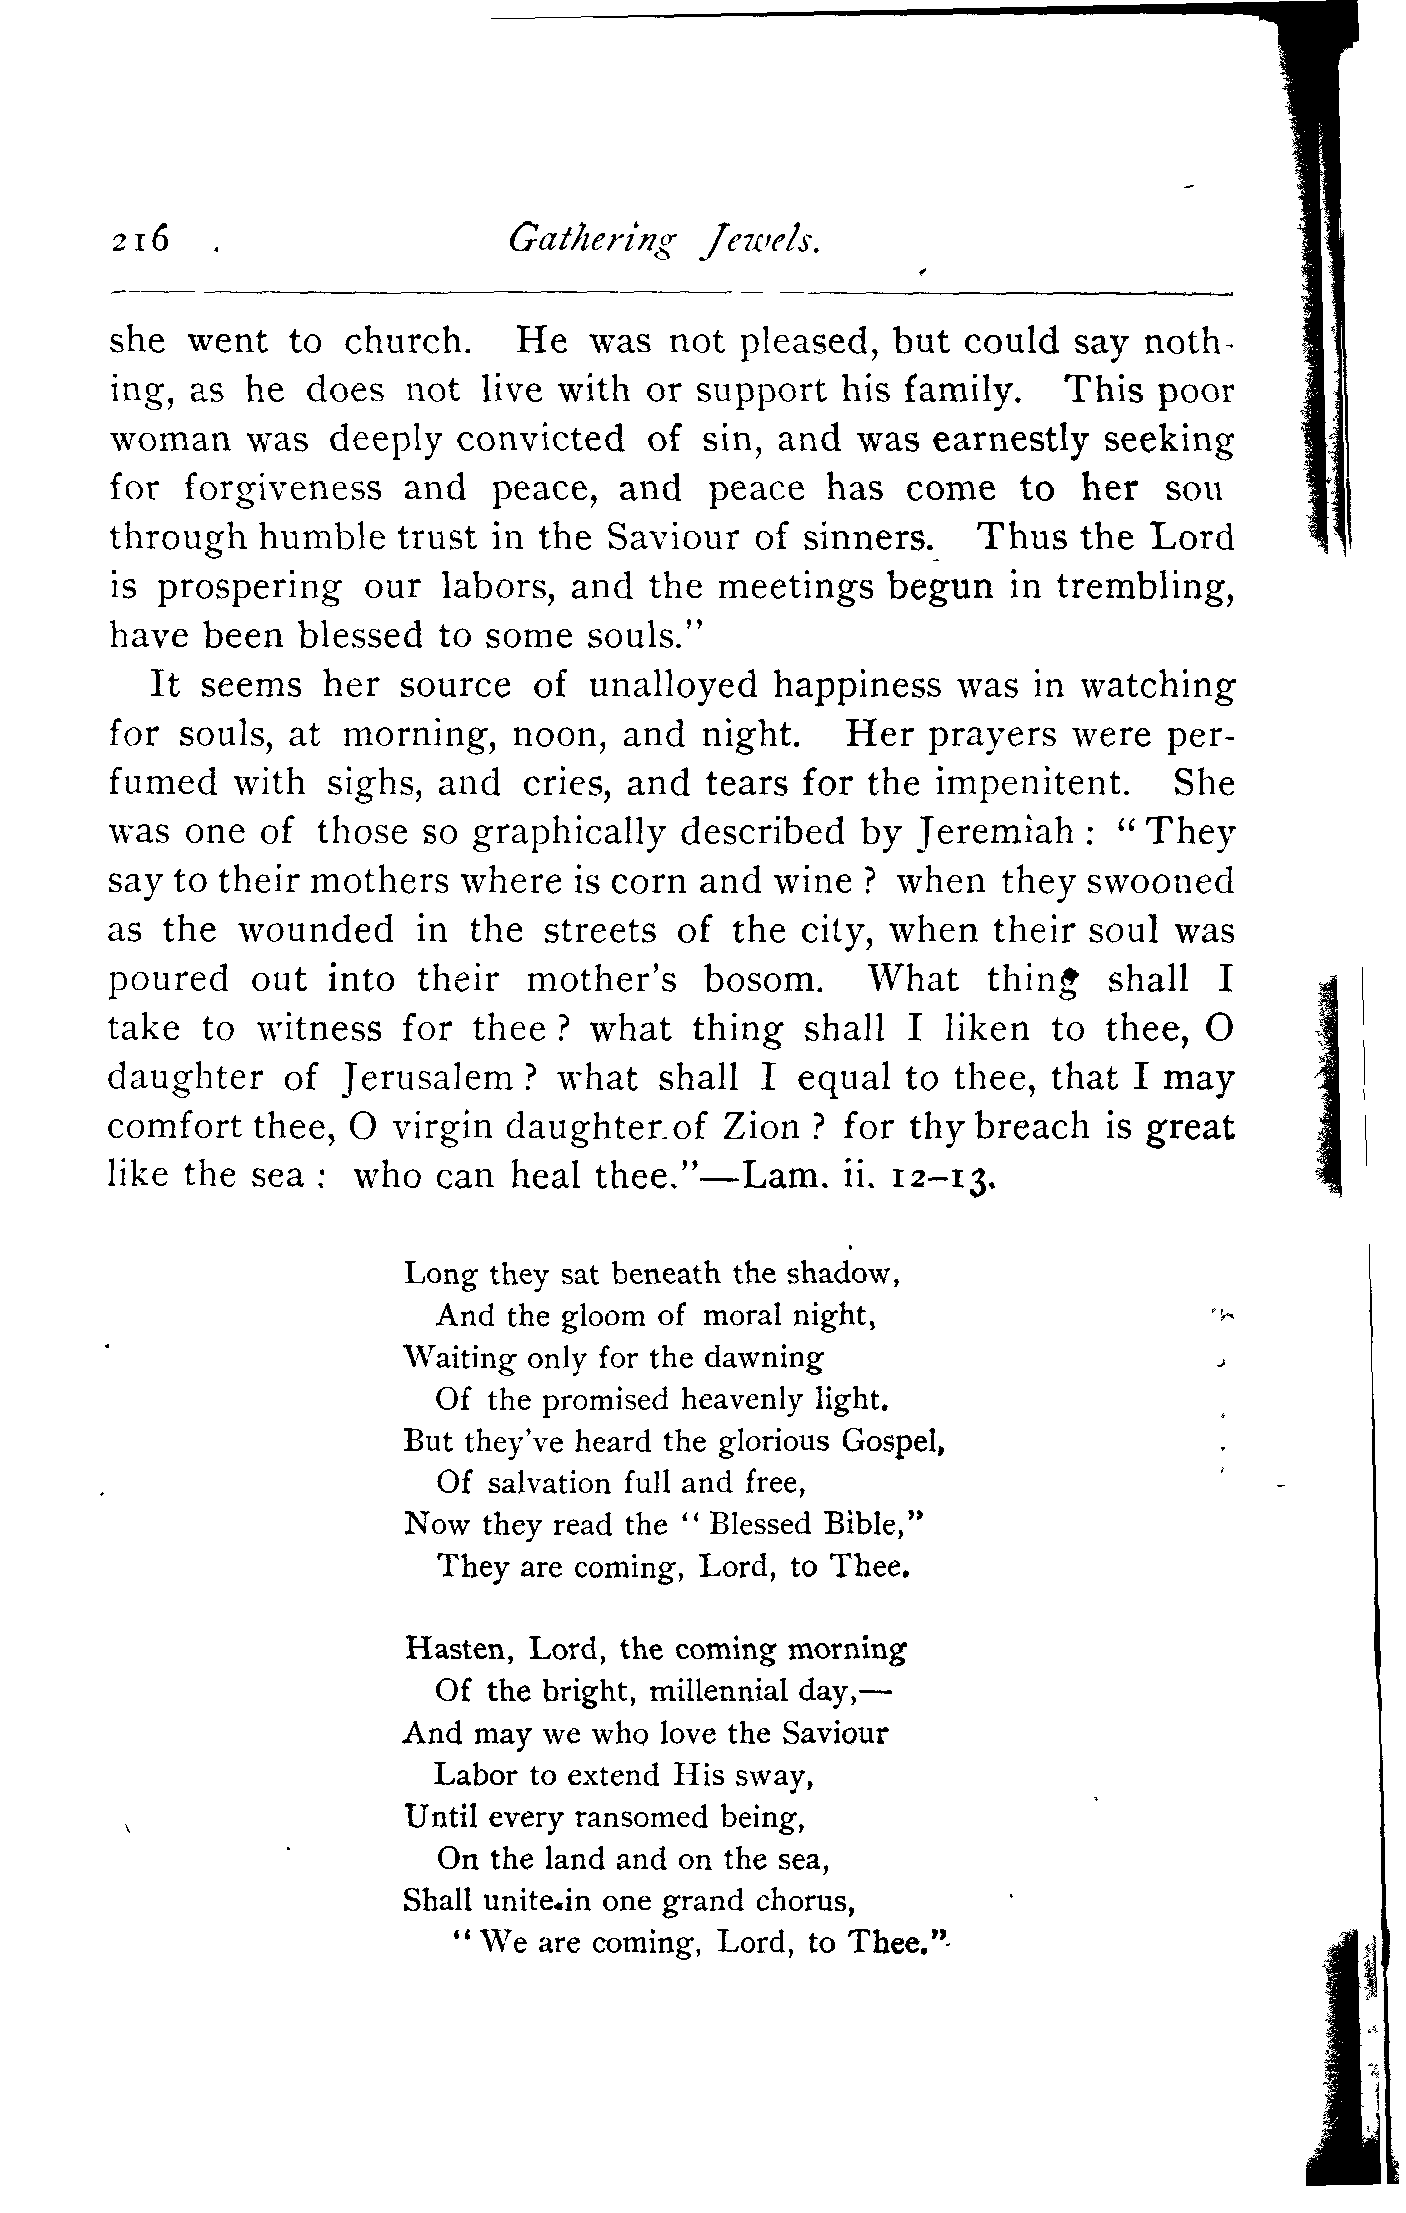 216 Gathering Jewels.
she went to church. He was not pleased, but could say noth-
ing, as he does not live with or support his family. This poor
woman was deeply convicted of sin, and was earnestly seeking
for forgiveness and peace, and peace has come to her sou
through humble trust in the Saviour of sinners. Thus the Lord
is prospering our labors, and the meetings begun in trembling,
have been blessed to some souls."
It seems her source of unalloyed happiness was in watching
for souls, at morning, noon, and night. Her prayers were per-
fumed with sighs, and cries, and tears for the impenitent. She
was one of those so graphically described by Jeremiah : " They
say to their mothers where is corn and wine ? when they swooned
as the wounded in the streets of the city, when their soul was
poured out into their mother's bosom. What thing shall I
take to witness for thee ? what thing shall I liken to thee, O
daughter of Jerusalem ? what shall I equal to thee, that I may
comfort thee, O virgin daughter of Zion ? for thy breach is great
like the sea : who can heal thee."—Lam. ii. 12-13.
Long they sat beneath the shadow,
And the gloom of moral night,
Waiting only for the dawning
Of the promised heavenly light.
But they've heard the glorious Gospel,
Of salvation full and free,
Now they read the " Blessed Bible,"
They are coming, Lord, to Thee.
Hasten, Lord, the coming morning
Of the bright, millennial day,—
And may we who love the Saviour
Labor to extend His sway,
Until every ransomed being,
On the land and on the sea,
Shall unite in one grand chorus,
" We are coming, Lord, to Thee."